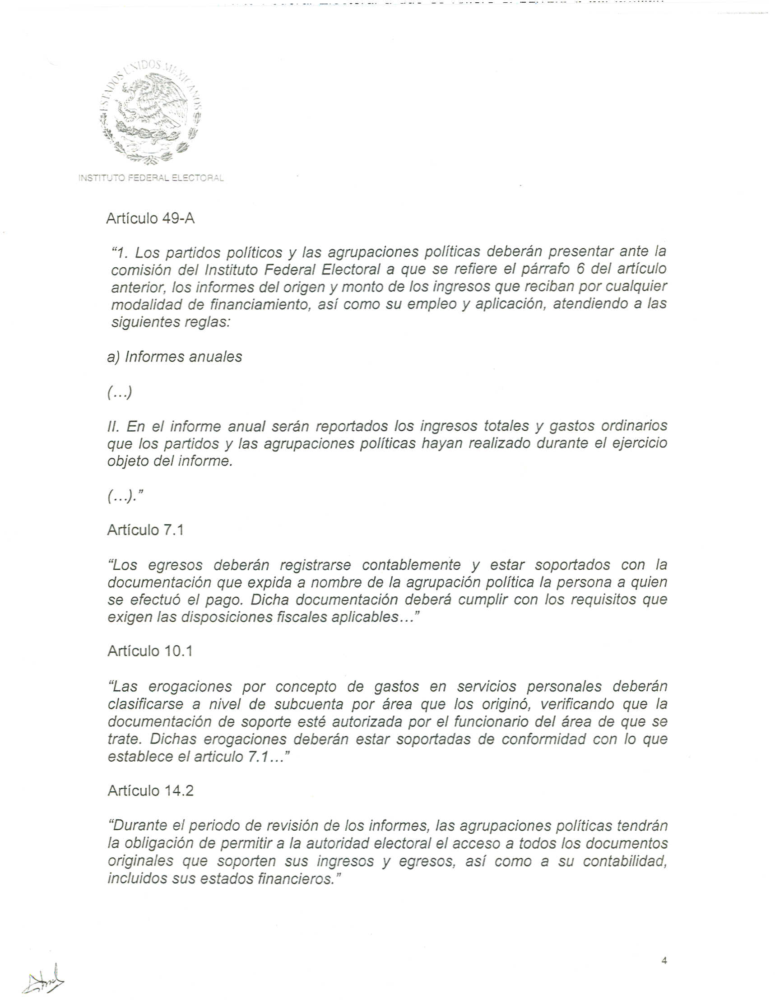 ESTADOS UNIDOS MEXICANOS
INSTITUTO FEDERAL ELECTORAL
Artículo 49-A
“1. Los partidos políticos y las agrupaciones políticas deberán presentar ante la
comisión del Instituto Federal Electoral a que se refiere el párrafo 6 del artículo
anterior, los informes del origen y monto de los ingresos que reciban por cualquier
modalidad de financiamiento, así como su empleo y aplicación, atendiendo a las
siguientes reglas:
a) Informes anuales
(...)
II. En el informe anual serán reportados los ingresos totales y gastos ordinarios
que los partidos y las agrupaciones políticas hayan realizado durante el ejercicio
objeto del informe.
(...).”
Artículo 7.1
“Los egresos deberán registrarse contablemente y estar soportados con la
documentación que expida a nombre de la agrupación política la persona a quien
se efectuó el pago. Dicha documentación deberá cumplir con los requisitos que
exigen las disposiciones fiscales aplicables...”
Artículo 10.1
“Las erogaciones por concepto de gastos en servicios personales deberán
clasificarse a nivel de subcuenta por área que los originó, verificando que la
documentación de soporte esté autorizada por el funcionario del área de que se
trate. Dichas erogaciones deberán estar soportadas de conformidad con lo que
establece el articulo 7.1...”
Artículo 14.2
“Durante el periodo de revisión de los informes, las agrupaciones políticas tendrán
la obligación de permitir a la autoridad electoral el acceso a todos los documentos
originales que soporten sus ingresos y egresos, así como a su contabilidad,
incluidos sus estados financieros.”
4